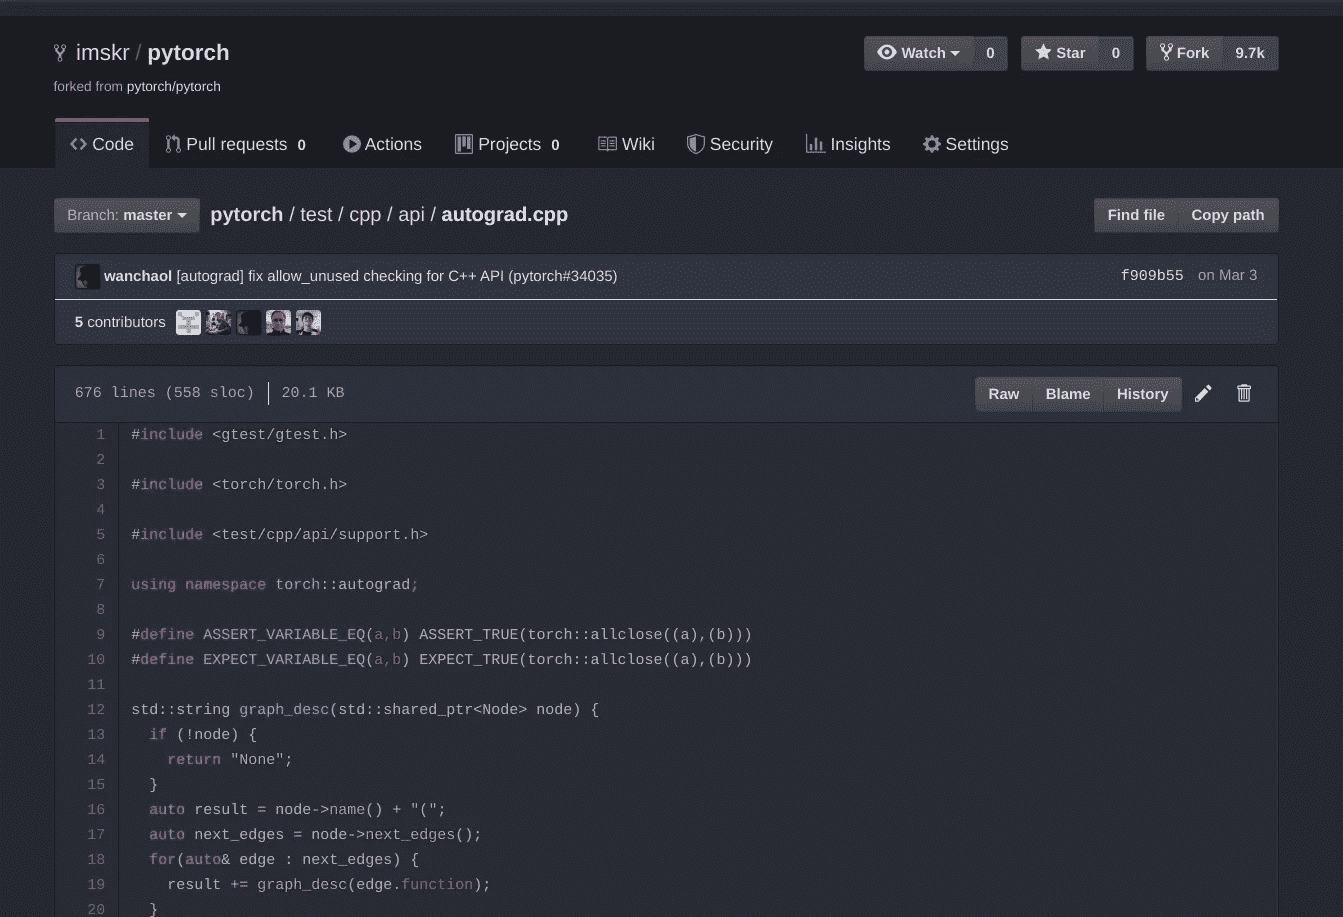 imskr / pytorch
Watch 0 Star 0 Fork 9.7k
forked from pytorch/pytorch
Code Pull requests 0 Actions Projects 0 Wiki Security Insights Settings
Branch: master pytorch / test / cpp / api / autograd.cpp Find file Copy path
wanchaol [autograd] fix allow_unused checking for C++ API (pytorch#34035) f909b55 on Mar 3
5 contributors
676 lines (558 sloc) 20.1 KB Raw Blame History
1 #include <gtest/gtest.h>
2
3 #include <torch/torch.h>
4
5 #include <test/cpp/api/support.h>
6
7 using namespace torch::autograd;
8
9 #define ASSERT_VARIABLE_EQ(a,b) ASSERT_TRUE(torch::allclose((a),(b)))
10 #define EXPECT_VARIABLE_EQ(a,b) EXPECT_TRUE(torch::allclose((a),(b)))
11
12 std::string graph_desc(std::shared_ptr<Node> node) {
13 if (!node) {
14 return "None";
15 }
16 auto result = node->name() + "(";
17 auto next_edges = node->next_edges();
18 for(auto& edge : next_edges) {
19 result += graph_desc(edge.function);
20 }